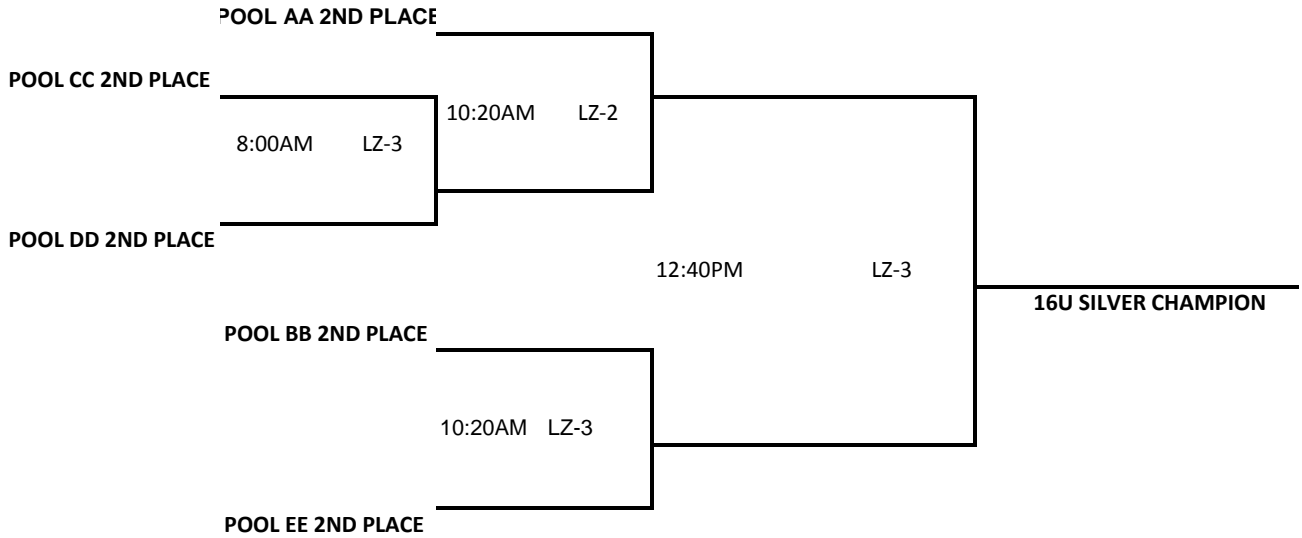 POOL AA 2ND PLACE
POOL CC 2ND PLACE
10:20AM LZ-2
8:00AM LZ-3
POOL DD 2ND PLACE
12:40PM LZ-3
16U SILVER CHAMPION
POOL BB 2ND PLACE
10:20AM LZ-3
POOL EE 2ND PLACE